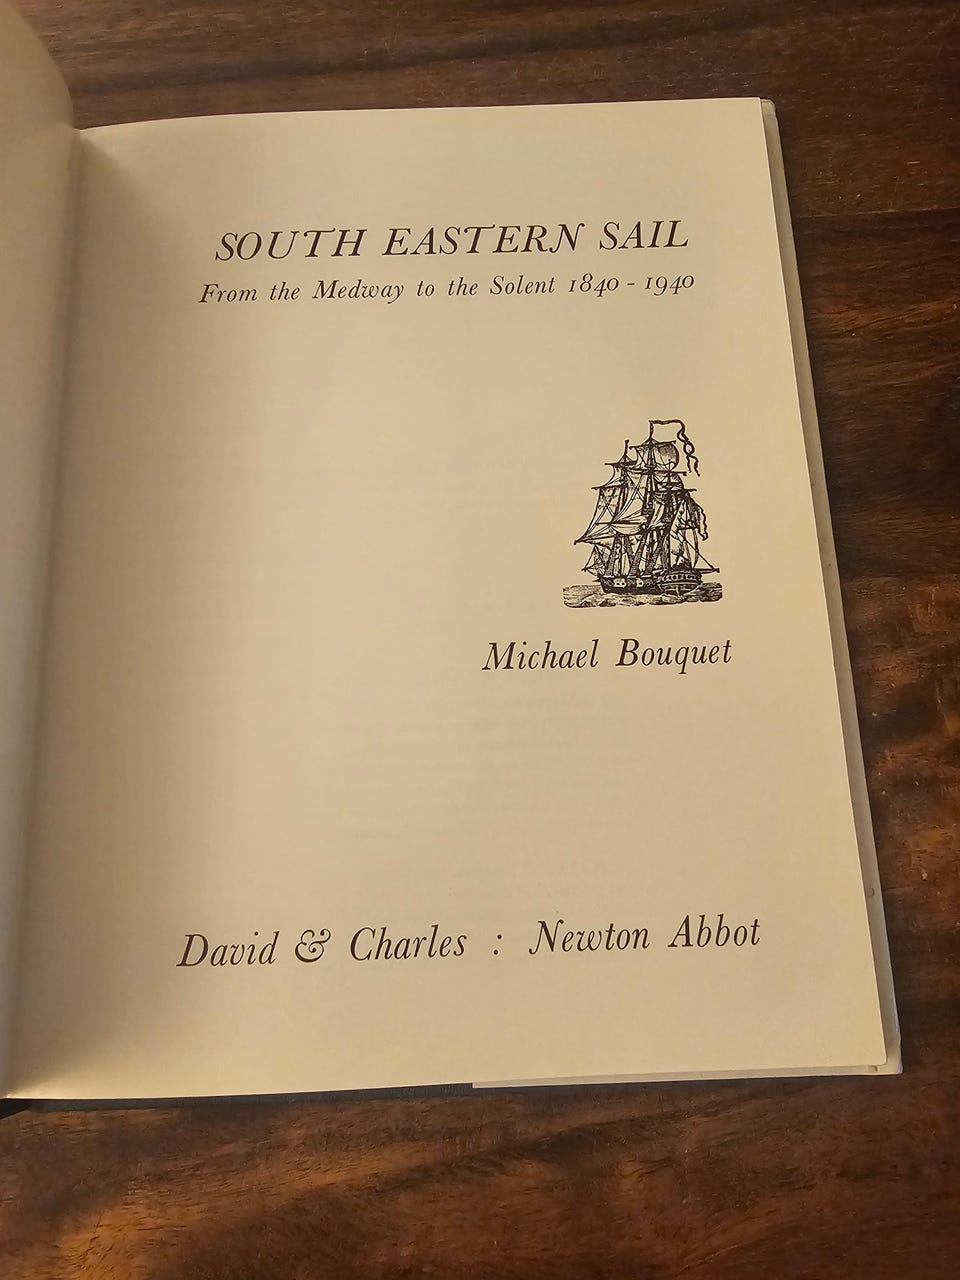 SOUTH EASTERN SAIL
From the Medway to the Solent 1840 - 1940
Michael Bouquet
David & Charles : Newton Abbot